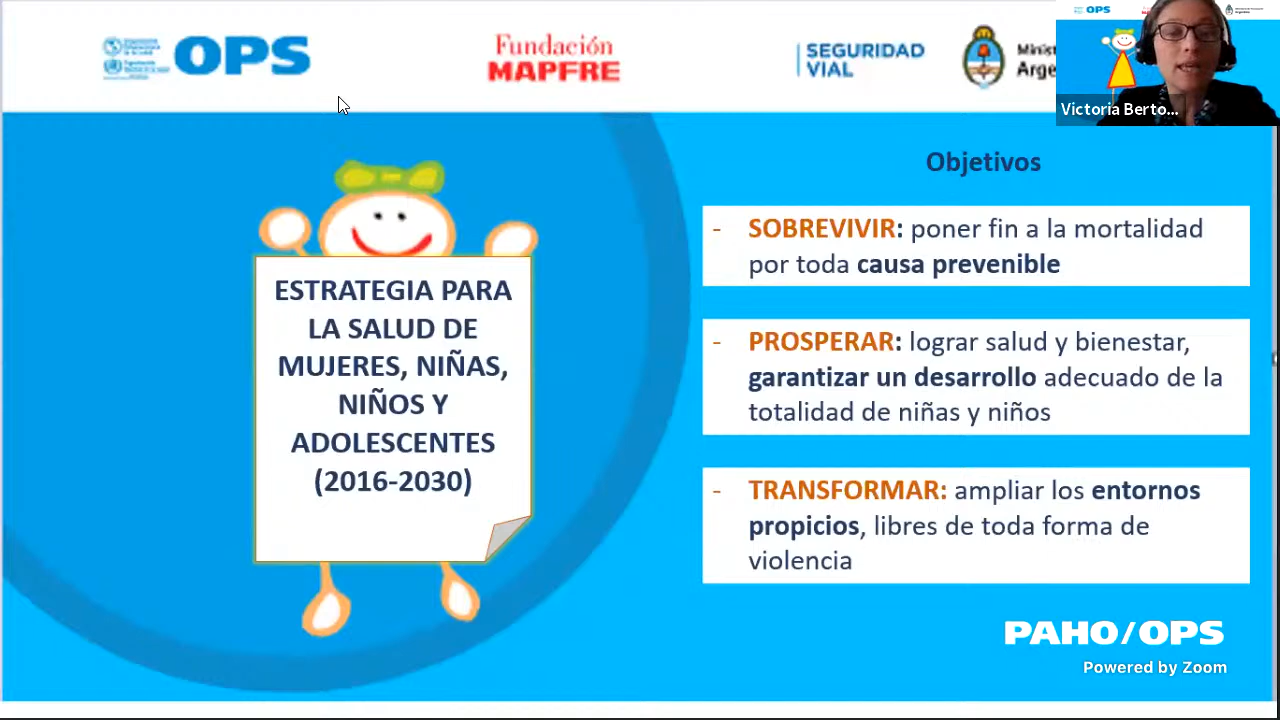 OPS
Fundación
MAPFRE
SEGURIDAD
VIAL
Minist
Arge
OPS
Victoria Berto...
Objetivos
ESTRATEGIA PARA
LA SALUD DE
MUJERES, NIÑAS,
NIÑOS Y
ADOLESCENTES
(2016-2030)
- SOBREVIVIR: poner fin a la mortalidad
por toda causa prevenible
- PROSPERAR: lograr salud y bienestar,
garantizar un desarrollo adecuado de la
totalidad de niñas y niños
- TRANSFORMAR: ampliar los entornos
propicios, libres de toda forma de
violencia
PAHO/OPS
Powered by Zoom